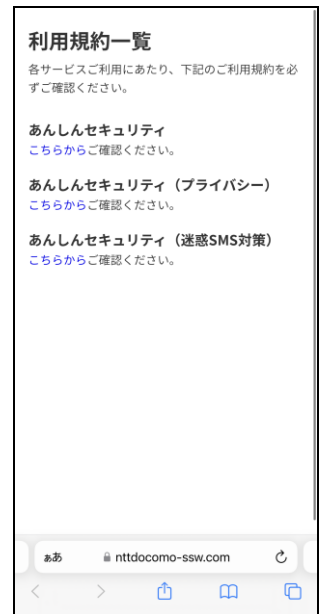 利用規約一覧
各サービスご利用にあたり、下記のご利用規約を必
ずご確認ください。
あんしんセキュリティ
こちらからご確認ください。
あんしんセキュリティ（プライバシー）
こちらからご確認ください。
あんしんセキュリティ（迷惑SMS対策）
こちらからご確認ください。
ぁあ nttdocomo-ssw.com